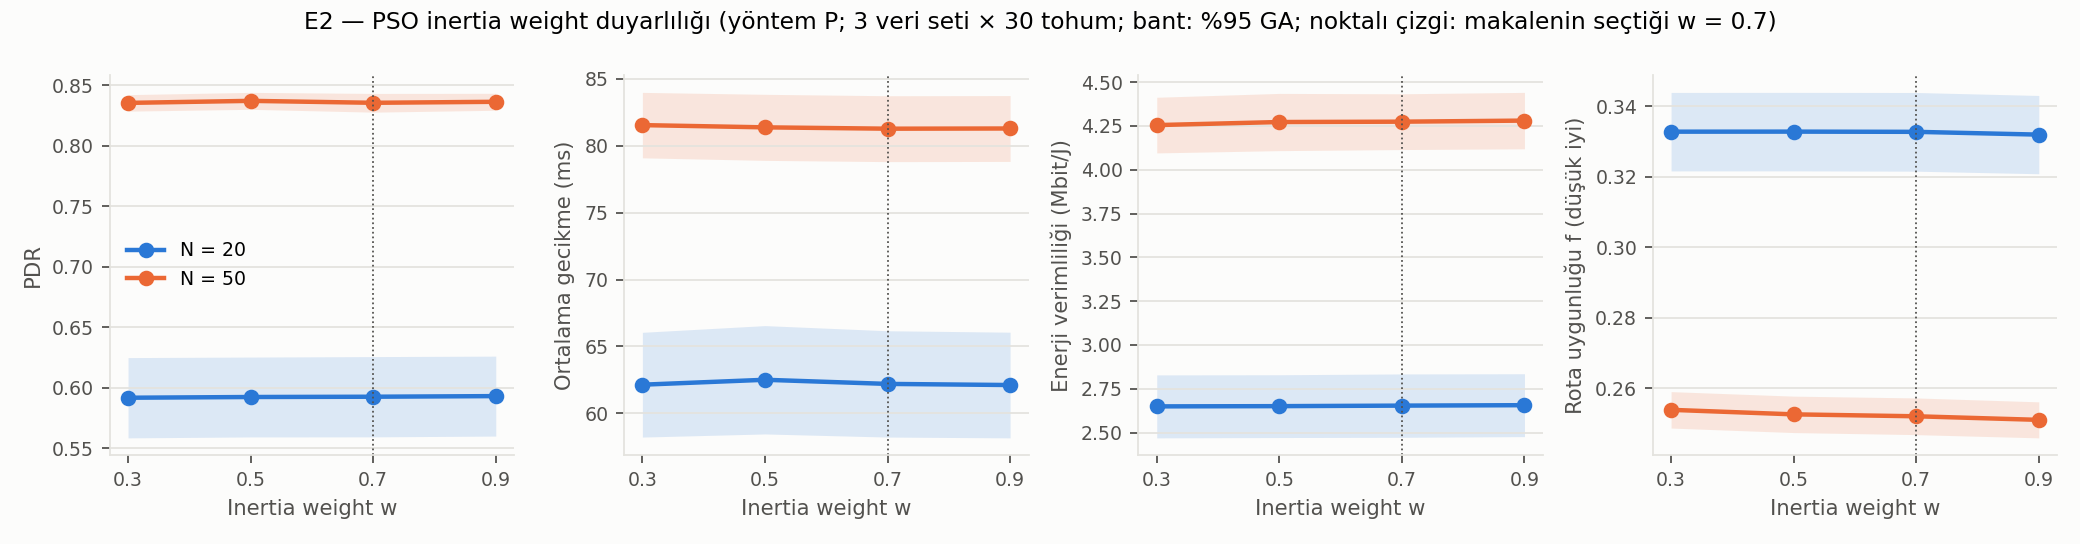 E2 — PSO inertia weight duyarlılığı (yöntem P; 3 veri seti × 30 tohum; bant: %95 GA; noktalı çizgi: makalenin seçtiği w = 0.7)
PDR
0.85
0.80
0.75
0.70
0.65
0.60
0.55
N = 20
N = 50
0.3 0.5 0.7 0.9
Inertia weight w
Ortalama gecikme (ms)
85
80
75
70
65
60
0.3 0.5 0.7 0.9
Inertia weight w
Enerji verimliliği (Mbit/J)
4.50
4.25
4.00
3.75
3.50
3.25
3.00
2.75
2.50
0.3 0.5 0.7 0.9
Inertia weight w
Rota uygunluğu f (düşük iyi)
0.34
0.32
0.30
0.28
0.26
0.3 0.5 0.7 0.9
Inertia weight w